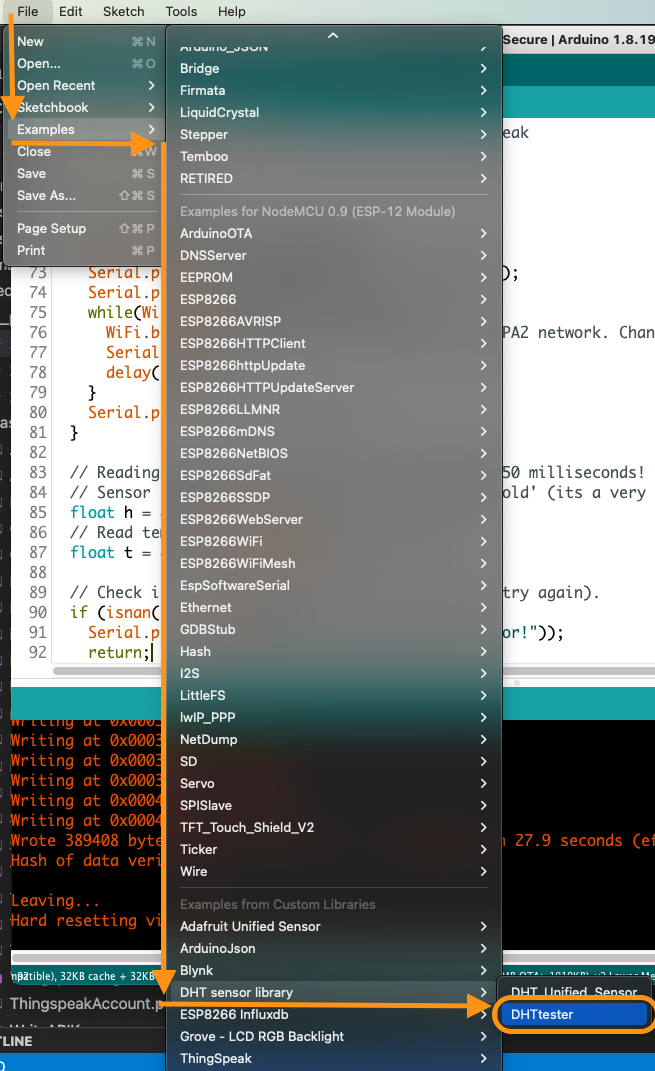 File Edit Sketch Tools Help
Secure | Arduino 1.8.19
New ⌘ N
Open... ⌘ O
Open Recent
Sketchbook
Examples
Close ⌘ W
Save ⌘ S
Save As... ⇧ ⌘ S
Page Setup ⇧ ⌘ P
Print ⌘ P
Arduino_JSON
Bridge
Firmata
LiquidCrystal
Stepper
Temboo
RETIRED
Examples for NodeMCU 0.9 (ESP-12 Module)
ArduinoOTA
DNSServer
EEPROM
ESP8266
ESP8266AVRISP
ESP8266HTTPClient
ESP8266httpUpdate
ESP8266HTTPUpdateServer
ESP8266LLMNR
ESP8266mDNS
ESP8266NetBIOS
ESP8266SdFat
ESP8266SSDP
ESP8266WebServer
ESP8266WiFi
ESP8266WiFiMesh
EspSoftwareSerial
Ethernet
GDBStub
Hash
I2S
LittleFS
lwIP_PPP
NetDump
SD
Servo
SPISlave
TFT_Touch_Shield_V2
Ticker
Wire
Examples from Custom Libraries
Adafruit Unified Sensor
ArduinoJson
Blynk
DHT sensor library
ESP8266 Influxdb
Grove - LCD RGB Backlight
ThingSpeak
DHT_Unified_Sensor
DHTtester
eak
73 Serial.p );
74 Serial.p
75 while(Wi
76 WiFi.b PA2 network. Chan
77 Serial
78 delay(
79 }
80 Serial.p
81 }
82
83 // Reading 50 milliseconds!
84 // Sensor old' (its a very
85 float h =
86 // Read te
87 float t =
88
89 // Check i try again).
90 if (isnan(
91 Serial.p or!"));
92 return;
Writing at 0x0003
Writing at 0x0003
Writing at 0x0003
Writing at 0x0003
Writing at 0x0004
Writing at 0x0004
Wrote 389408 byte n 27.9 seconds (ef
Hash of data veri
Leaving...
Hard resetting vi
patible), 32KB cache + 32KB
ThingspeakAccount.p
TLINE